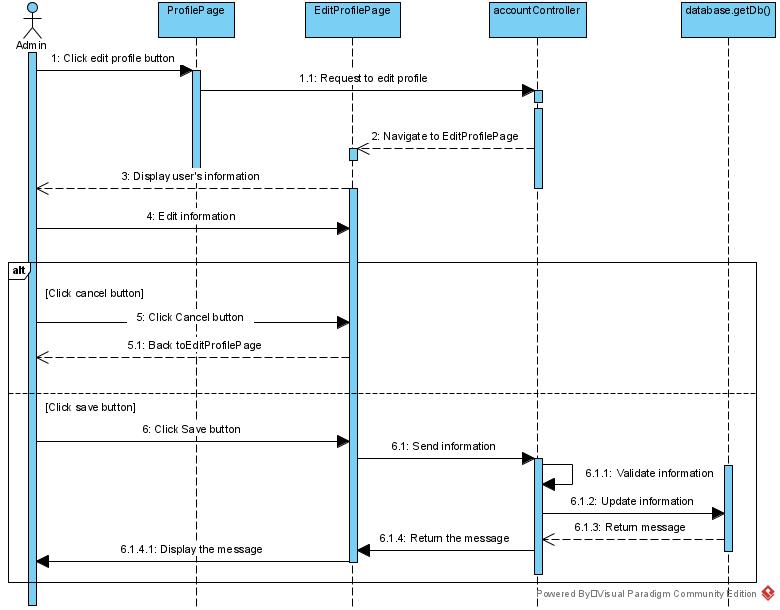 ProfilePage
EditProfilePage
accountController
database.getDb()
Admin
1: Click edit profile button
1.1: Request to edit profile
2: Navigate to EditProfilePage
3: Display user's information
4: Edit information
alt
[Click cancel button]
5: Click Cancel button
5.1: Back toEditProfilePage
[Click save button]
6: Click Save button
6.1: Send information
6.1.1: Validate information
6.1.2: Update information
6.1.3: Return message
6.1.4: Return the message
6.1.4.1: Display the message
Powered By□Visual Paradigm Community Edition